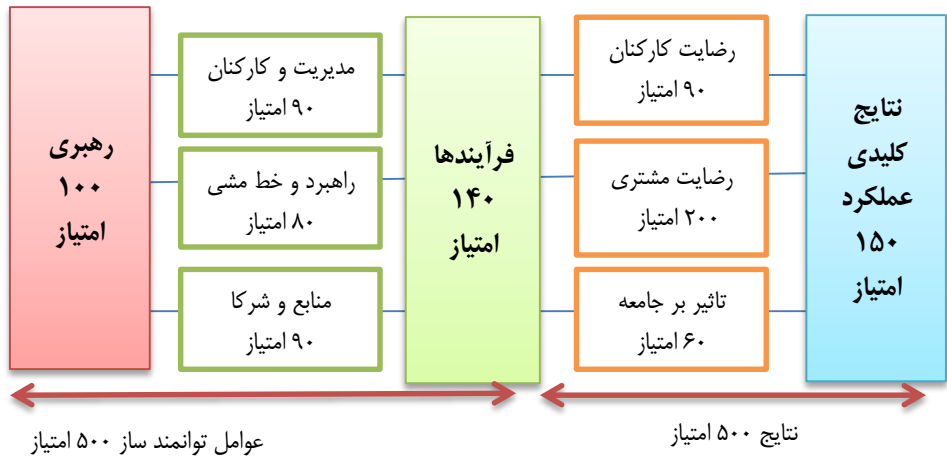 رهبری
۱۰۰
امتیاز
مدیریت و کارکنان
۹۰ امتیاز
راهبرد و خط مشی
۸۰ امتیاز
منابع و شرکا
۹۰ امتیاز
فرآیندها
۱۴۰
امتیاز
رضایت کارکنان
۹۰ امتیاز
رضایت مشتری
۲۰۰ امتیاز
تاثیر بر جامعه
۶۰ امتیاز
نتایج
کلیدی
عملکرد
۱۵۰
امتیاز
عوامل توانمند ساز ۵۰۰ امتیاز
نتایج ۵۰۰ امتیاز